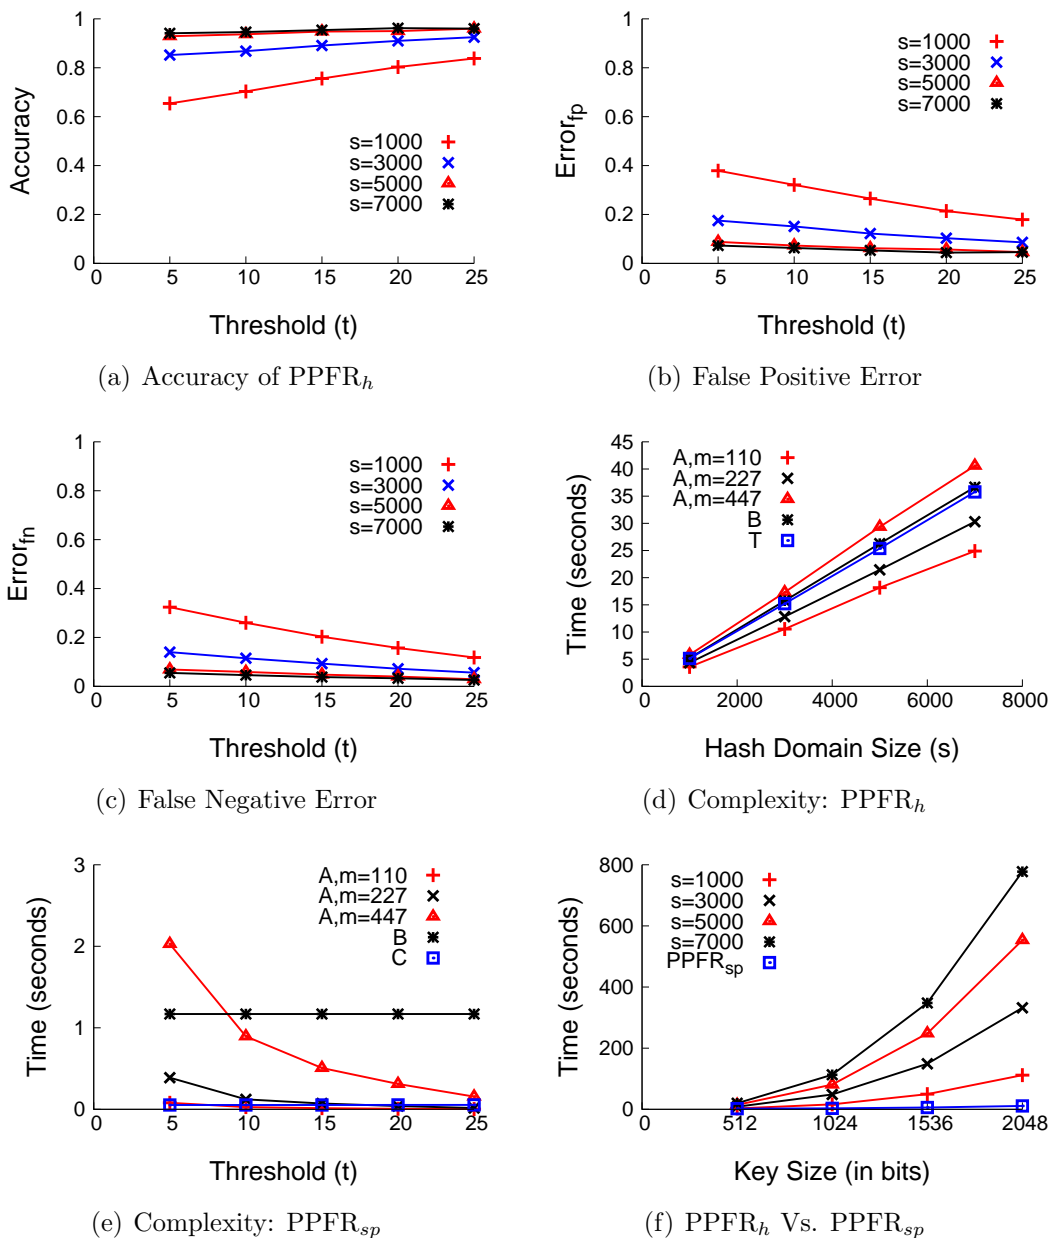 1
0.8
0.6
0.4
0.2
0
Accuracy
s=1000
s=3000
s=5000
s=7000
0 5 10 15 20 25
Threshold (t)
(a) Accuracy of PPFR_h
1
0.8
0.6
0.4
0.2
0
Error_fp
s=1000
s=3000
s=5000
s=7000
0 5 10 15 20 25
Threshold (t)
(b) False Positive Error
1
0.8
0.6
0.4
0.2
0
Error_fn
s=1000
s=3000
s=5000
s=7000
0 5 10 15 20 25
Threshold (t)
(c) False Negative Error
45
40
35
30
25
20
15
10
5
0
Time (seconds)
A,m=110
A,m=227
A,m=447
B
T
0 2000 4000 6000 8000
Hash Domain Size (s)
(d) Complexity: PPFR_h
3
2
1
0
Time (seconds)
A,m=110
A,m=227
A,m=447
B
C
0 5 10 15 20 25
Threshold (t)
(e) Complexity: PPFR_sp
800
600
400
200
0
Time (seconds)
s=1000
s=3000
s=5000
s=7000
PPFR_sp
0 512 1024 1536 2048
Key Size (in bits)
(f) PPFR_h Vs. PPFR_sp